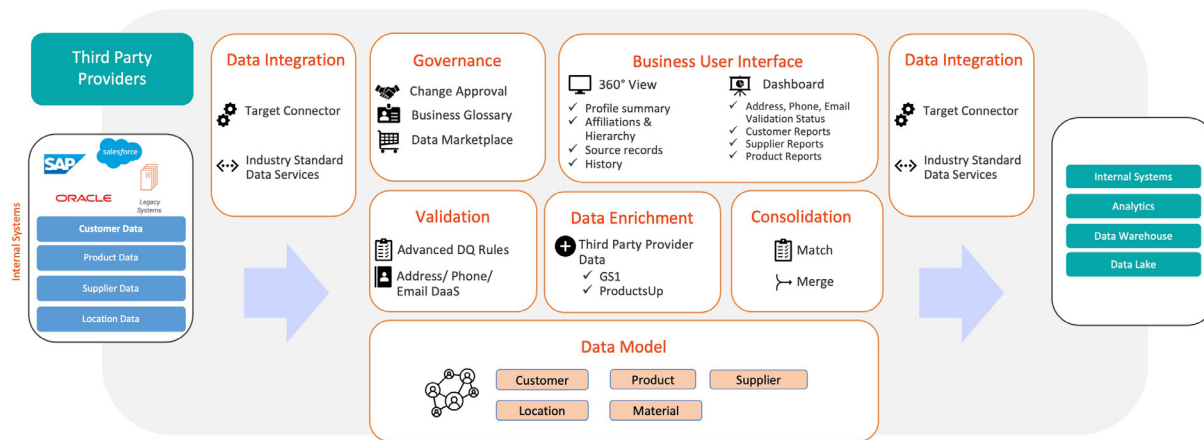 Third Party
Providers
Internal Systems
SAP
salesforce
ORACLE
Legacy
Systems
Customer Data
Product Data
Supplier Data
Location Data
Data Integration
Target Connector
Industry Standard
Data Services
Governance
Change Approval
Business Glossary
Data Marketplace
Business User Interface
360° View
✓ Profile summary
✓ Affiliations &
Hierarchy
✓ Source records
✓ History
Dashboard
✓ Address, Phone, Email
Validation Status
✓ Customer Reports
✓ Supplier Reports
✓ Product Reports
Validation
Advanced DQ Rules
Address/ Phone/
Email DaaS
Data Enrichment
Third Party Provider
Data
✓ GS1
✓ ProductsUp
Consolidation
Match
Merge
Data Model
Customer
Product
Supplier
Location
Material
Data Integration
Target Connector
Industry Standard
Data Services
Internal Systems
Analytics
Data Warehouse
Data Lake